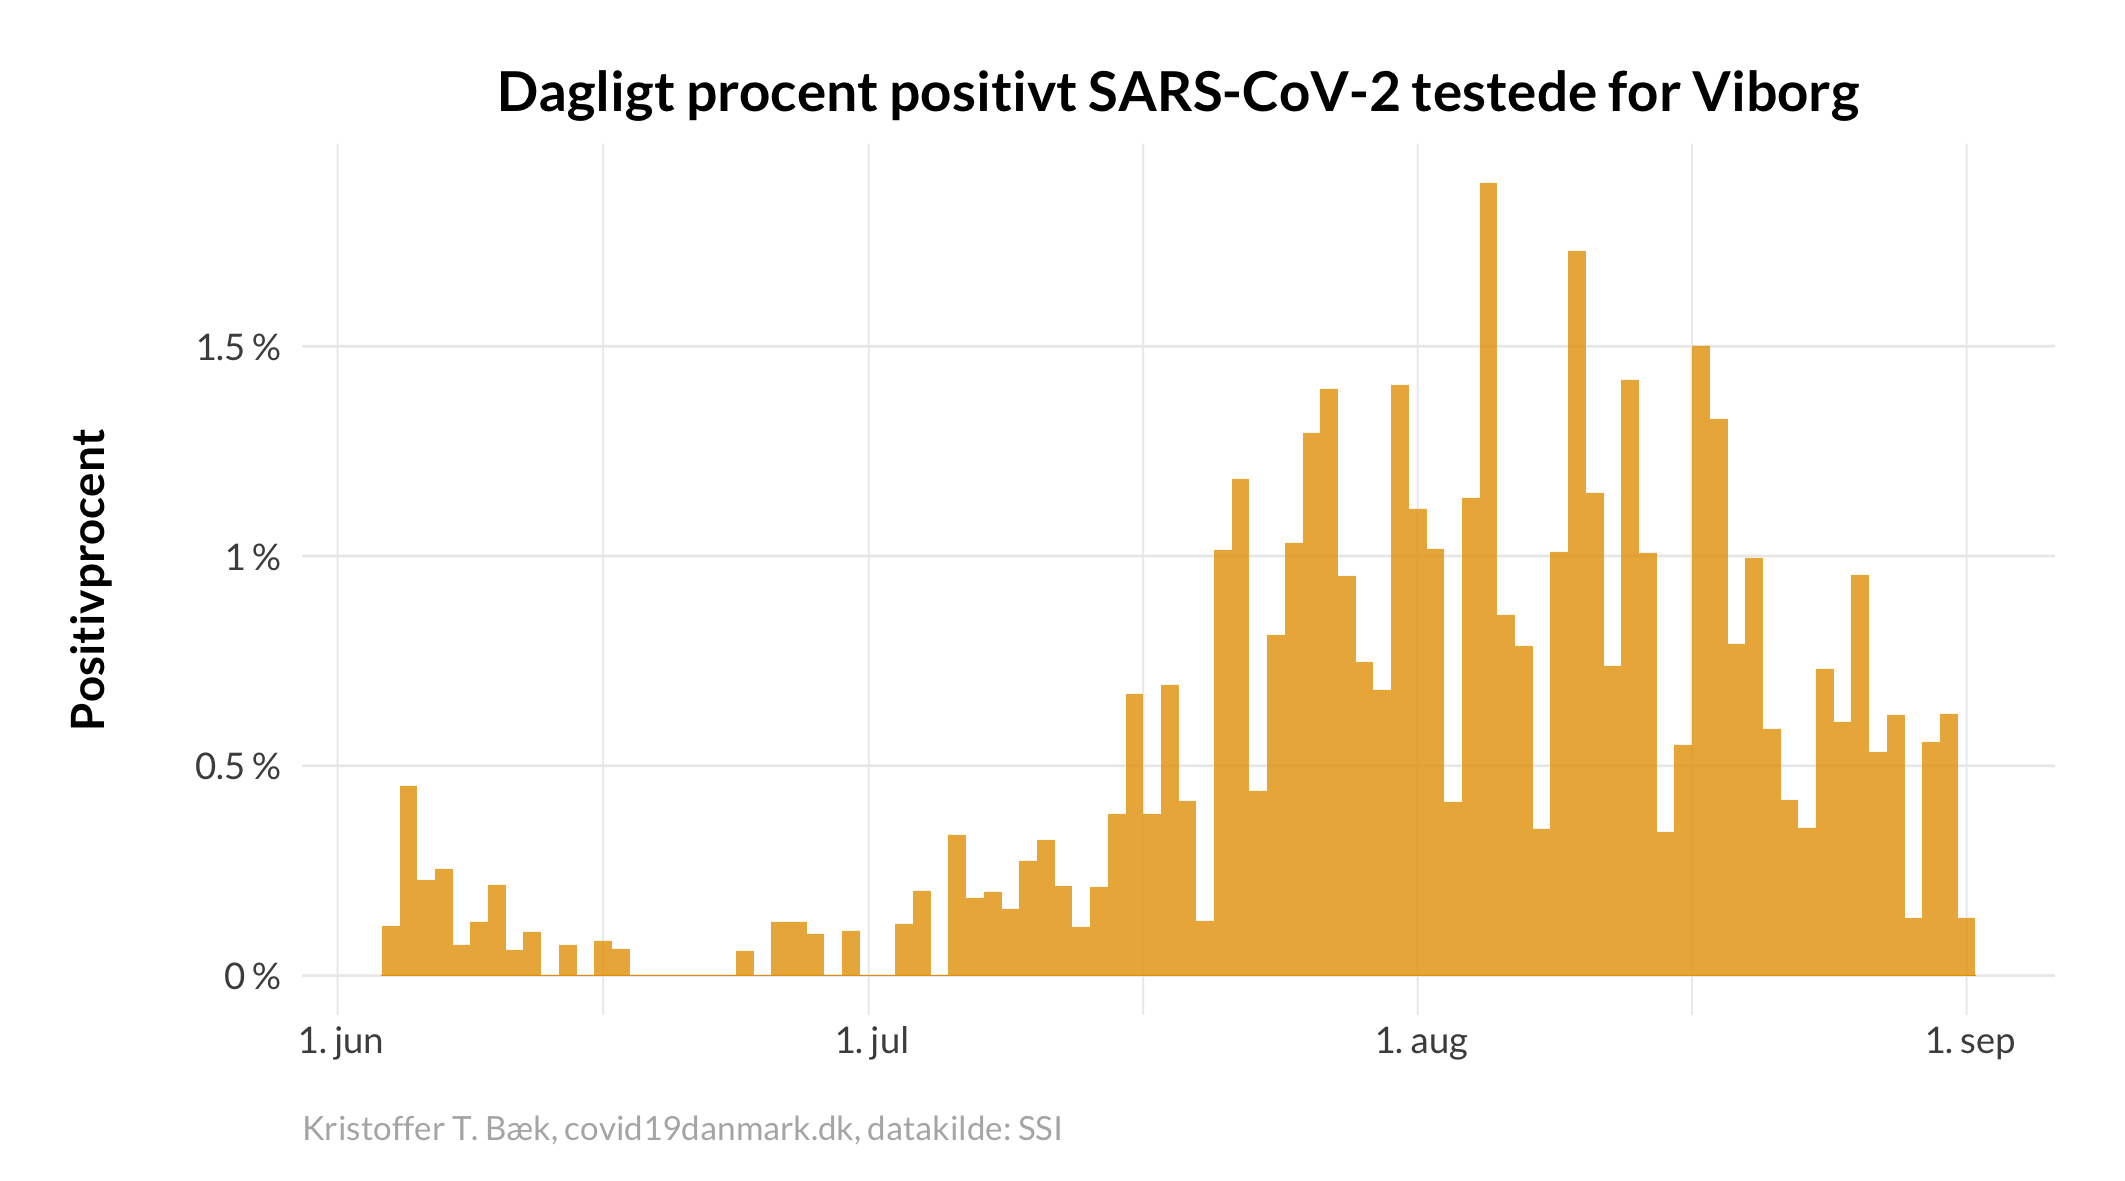 Dagligt procent positivt SARS-CoV-2 testede for Viborg
Positivprocent
1.5 %
1 %
0.5 %
0 %
1. jun
1. jul
1. aug
1. sep
Kristoffer T. Bæk, covid19danmark.dk, datakilde: SSI